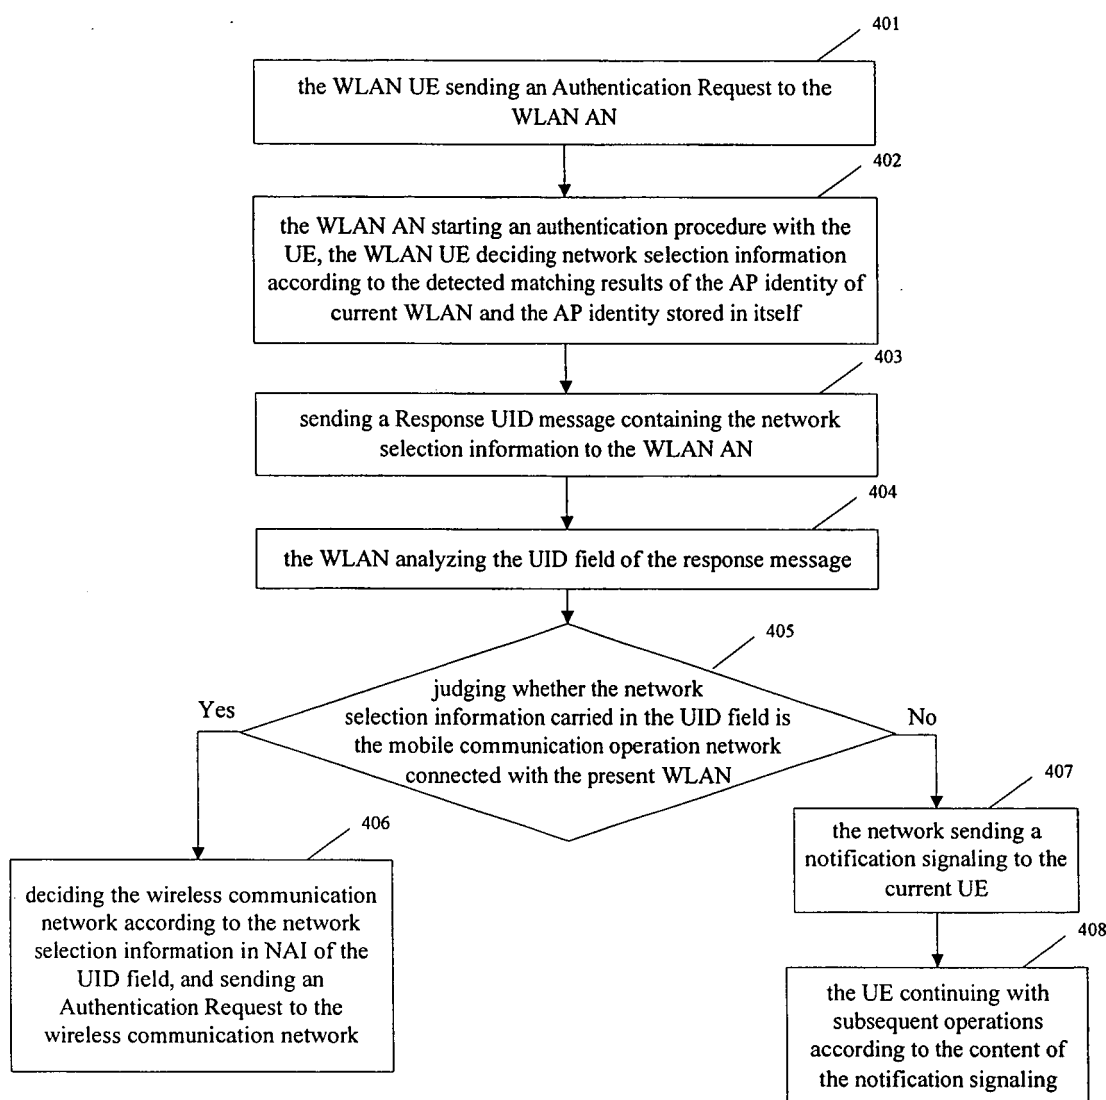 401
the WLAN UE sending an Authentication Request to the
WLAN AN
402
the WLAN AN starting an authentication procedure with the
UE, the WLAN UE deciding network selection information
according to the detected matching results of the AP identity of
current WLAN and the AP identity stored in itself
403
sending a Response UID message containing the network
selection information to the WLAN AN
404
the WLAN analyzing the UID field of the response message
405
judging whether the network
selection information carried in the UID field is
the mobile communication operation network
connected with the present WLAN
Yes
No
406
deciding the wireless communication
network according to the network
selection information in NAI of the
UID field, and sending an
Authentication Request to the
wireless communication network
407
the network sending a
notification signaling to the
current UE
408
the UE continuing with
subsequent operations
according to the content of
the notification signaling